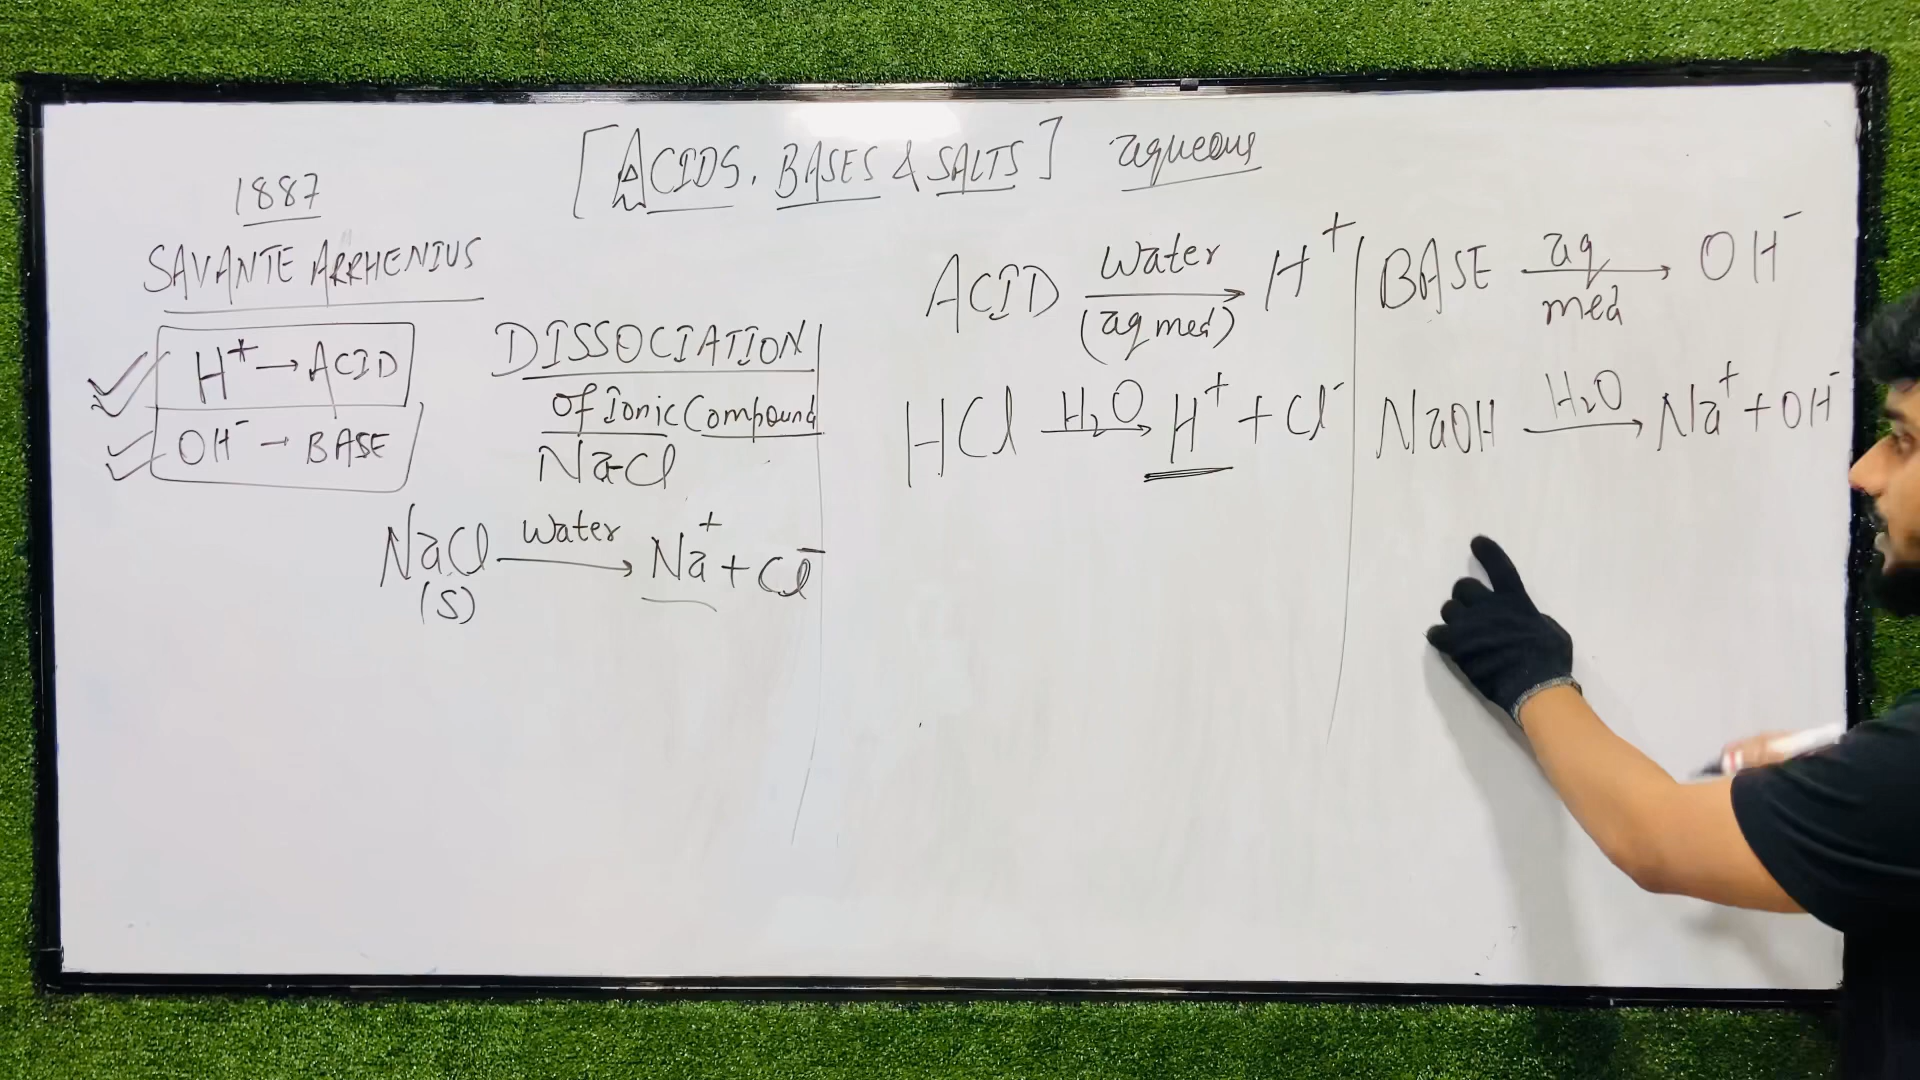 [ACIDS, BASES & SALTS] aqueous
1887
SAVANTE ARRHENIUS
H⁺ → ACID
OH⁻ → BASE
DISSOCIATION
Of Ionic Compound
NaCl
NaCl (S) —Water→ Na⁺ + Cl⁻
ACID —Water (aq med)→ H⁺
HCl —H₂O→ H⁺ + Cl⁻
BASE —aq med→ OH⁻
NaOH —H₂O→ Na⁺ + OH⁻